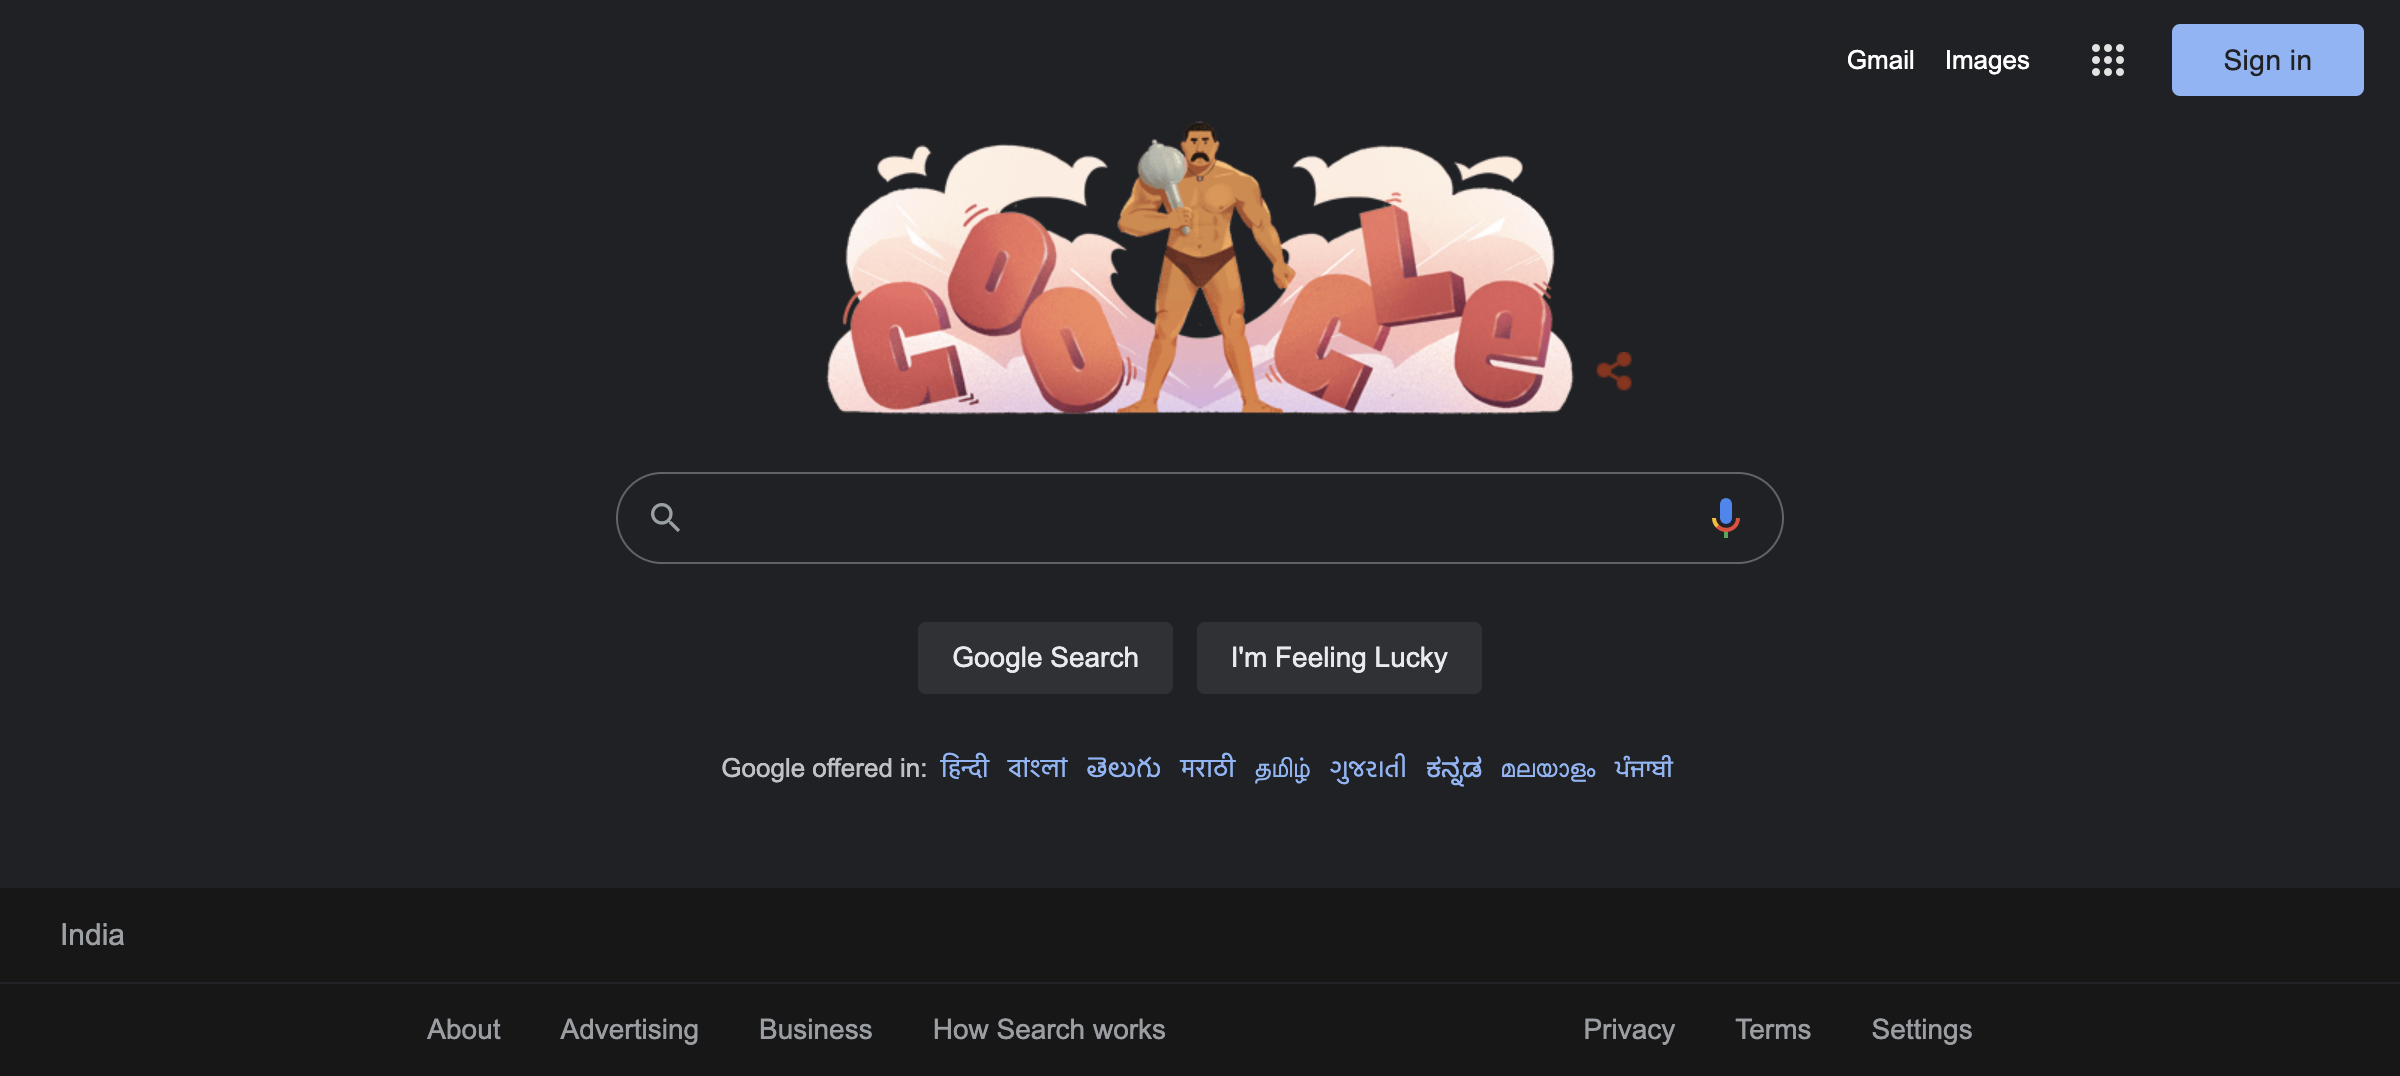 Gmail Images Sign in
GOOGLe
Google Search I'm Feeling Lucky
Google offered in: हिन्दी বাংলা తెలుగు मराठी தமிழ் ગુજરાતી ಕನ್ನಡ മലയാളം ਪੰਜਾਬੀ
India
About Advertising Business How Search works Privacy Terms Settings